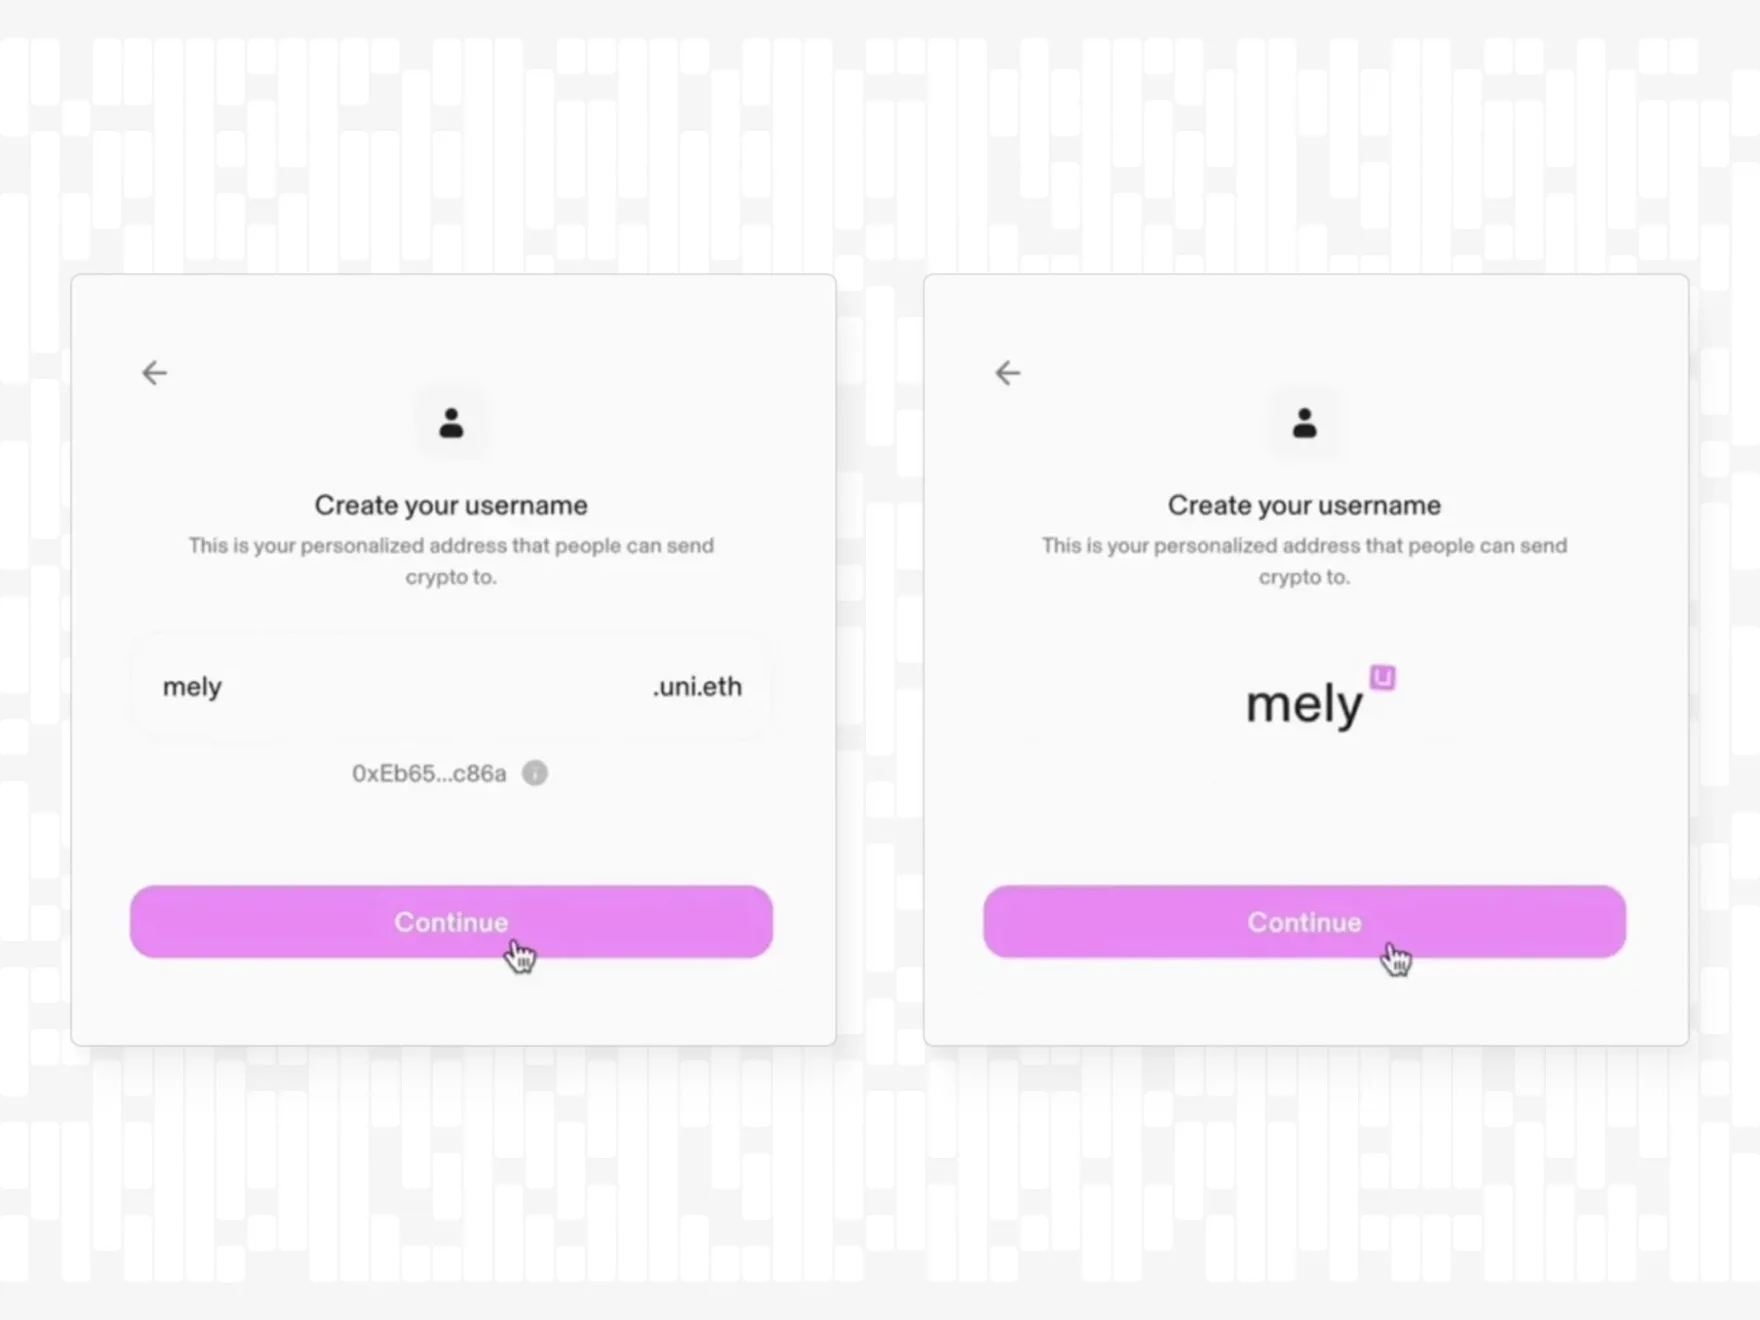 Create your username
This is your personalized address that people can send
crypto to.
mely .uni.eth
0xEb65...c86a
Continue
Create your username
This is your personalized address that people can send
crypto to.
mely
Continue